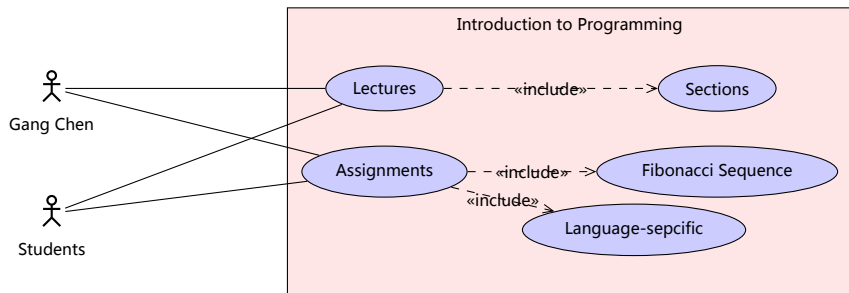 Introduction to Programming
Lectures
«include»
Sections
Gang Chen
Assignments
«include»
Fibonacci Sequence
«include»
Language-sepcific
Students